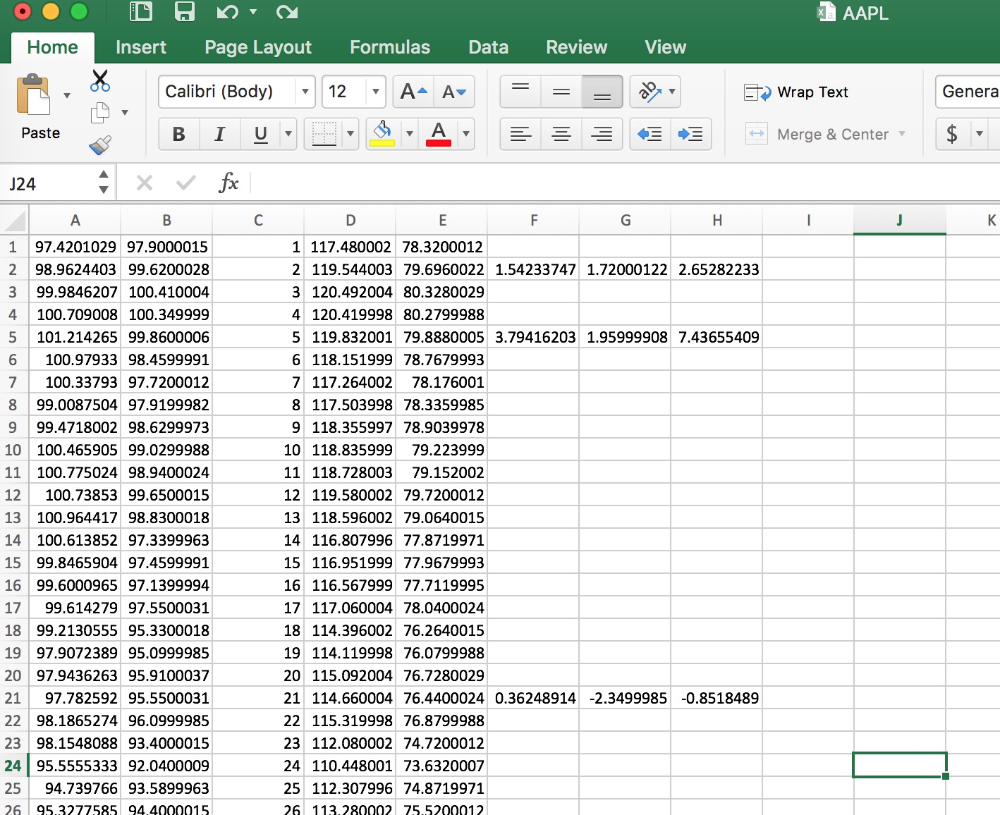 AAPL
Home Insert Page Layout Formulas Data Review View
Calibri (Body) 12 A A ab Wrap Text Genera
Paste B I U A Merge & Center $
J24 fx
A B C D E F G H I J K
1 97.4201029 97.9000015 1 117.480002 78.3200012
2 98.9624403 99.6200028 2 119.544003 79.6960022 1.54233747 1.72000122 2.65282233
3 99.9846207 100.410004 3 120.492004 80.3280029
4 100.709008 100.349999 4 120.419998 80.2799988
5 101.214265 99.8600006 5 119.832001 79.8880005 3.79416203 1.95999908 7.43655409
6 100.97933 98.4599991 6 118.151999 78.7679993
7 100.33793 97.7200012 7 117.264002 78.176001
8 99.0087504 97.9199982 8 117.503998 78.3359985
9 99.4718002 98.6299973 9 118.355997 78.9039978
10 100.465905 99.0299988 10 118.835999 79.223999
11 100.775024 98.9400024 11 118.728003 79.152002
12 100.73853 99.6500015 12 119.580002 79.7200012
13 100.964417 98.8300018 13 118.596002 79.0640015
14 100.613852 97.3399963 14 116.807996 77.8719971
15 99.8465904 97.4599991 15 116.951999 77.9679993
16 99.6000965 97.1399994 16 116.567999 77.7119995
17 99.614279 97.5500031 17 117.060004 78.0400024
18 99.2130555 95.3300018 18 114.396002 76.2640015
19 97.9072389 95.0999985 19 114.119998 76.0799988
20 97.9436263 95.9100037 20 115.092004 76.7280029
21 97.782592 95.5500031 21 114.660004 76.4400024 0.36248914 -2.3499985 -0.8518489
22 98.1865274 96.0999985 22 115.319998 76.8799988
23 98.1548088 93.4000015 23 112.080002 74.7200012
24 95.5555333 92.0400009 24 110.448001 73.6320007
25 94.739766 93.5899963 25 112.307996 74.8719971
26 95.3277585 94.4000015 26 113.280002 75.5200012